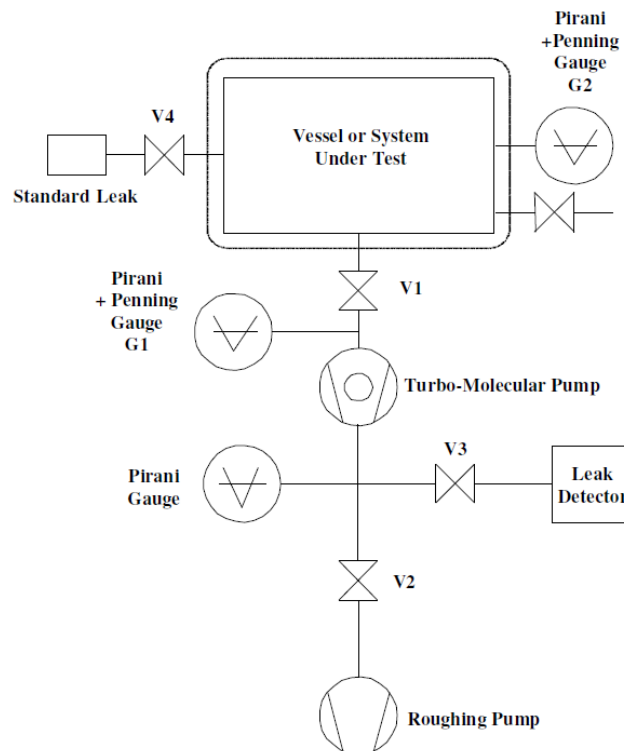 Pirani
+Penning
Gauge
G2
V4
Vessel or System
Under Test
Standard Leak
V1
Pirani
+ Penning
Gauge
G1
Turbo-Molecular Pump
V3
Pirani
Gauge
Leak
Detector
V2
Roughing Pump